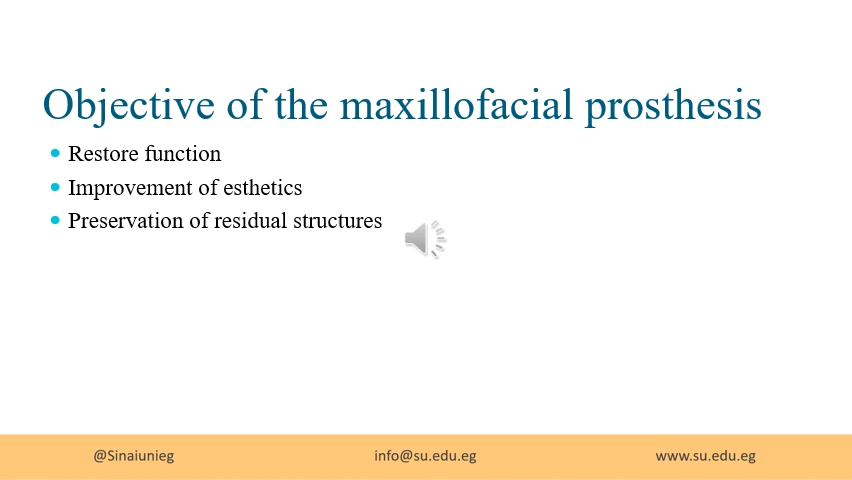 Objective of the maxillofacial prosthesis
Restore function
Improvement of esthetics
Preservation of residual structures
@Sinaiunieg info@su.edu.eg www.su.edu.eg